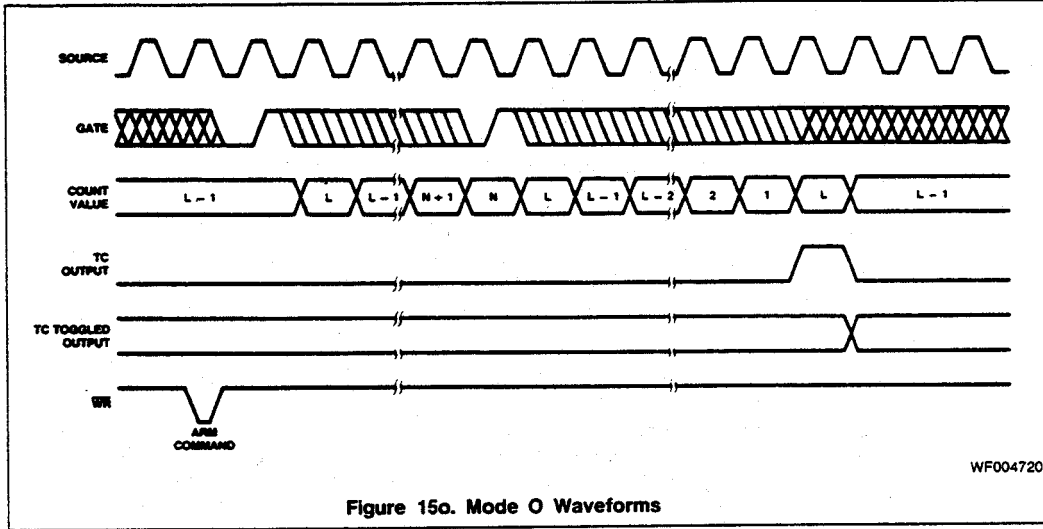 SOURCE
GATE
COUNT VALUE
L – 1 L L – 1 N + 1 N L L – 1 L – 2 2 1 L L – 1
TC OUTPUT
TC TOGGLED OUTPUT
WR
ARM COMMAND
WF004720
Figure 15o. Mode O Waveforms